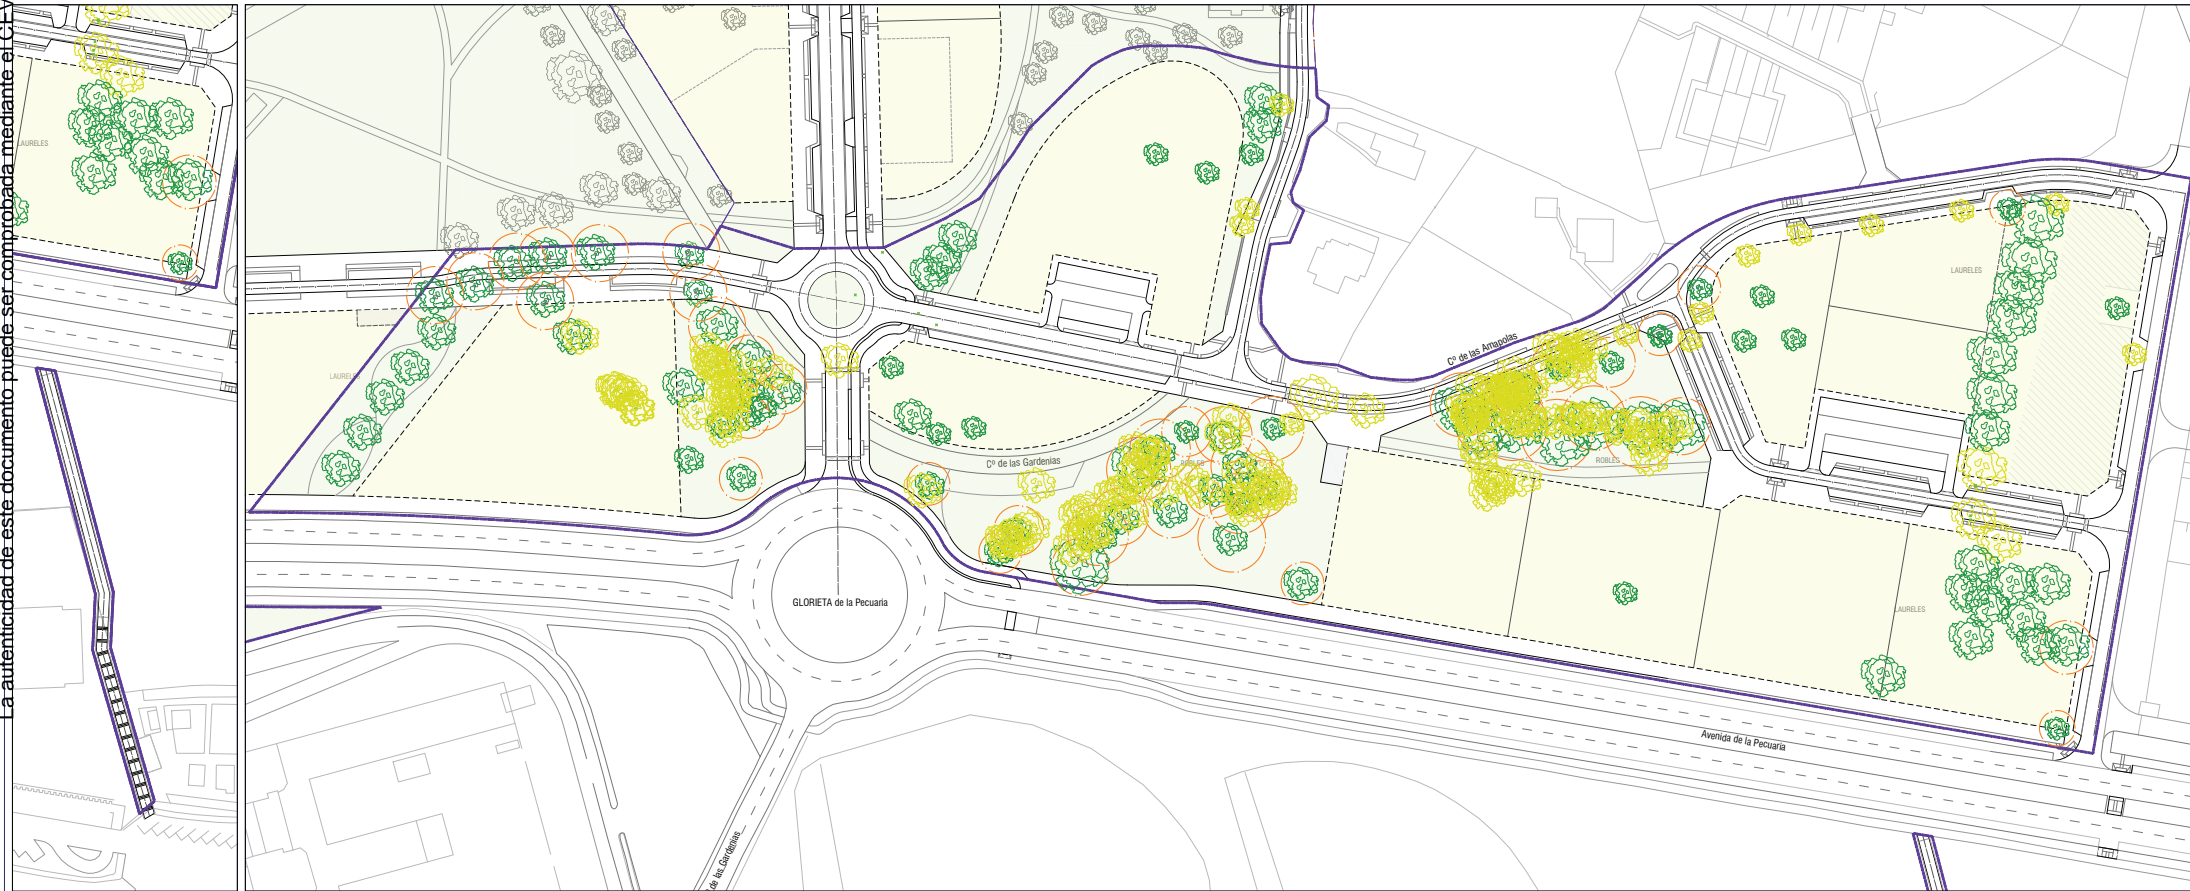 La autenticidad de este documento puede ser comprobada mediante el
LAURELES
LAURELES
Cº de las Gardenias
ROBLES
Cº de las Amapolas
ROBLES
LAURELES
LAURELES
GLORIETA de la Pecuaria
Avenida de la Pecuaria
de las Gardenias